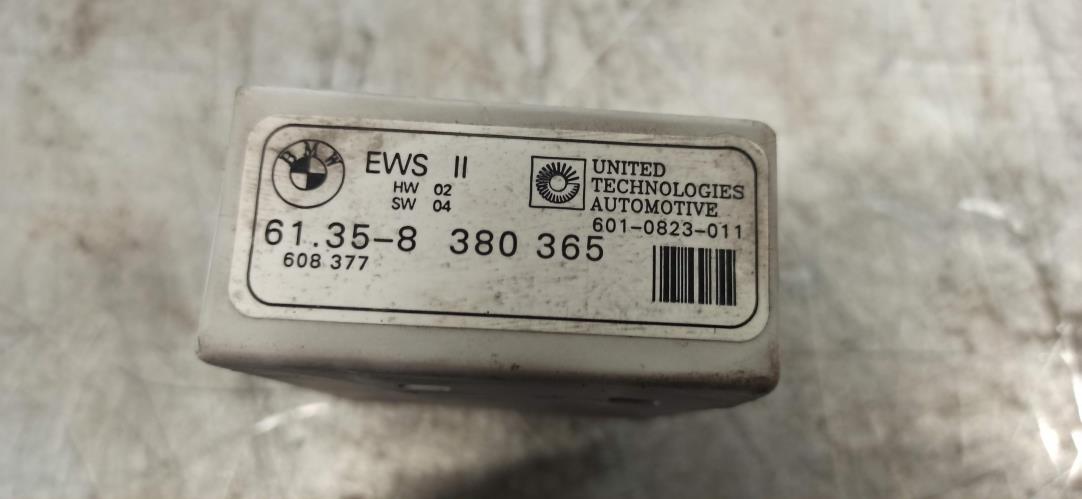 BMW
EWS II
HW 02
SW 04
UNITED
TECHNOLOGIES
AUTOMOTIVE
601-0823-011
61.35-8 380 365
608 377